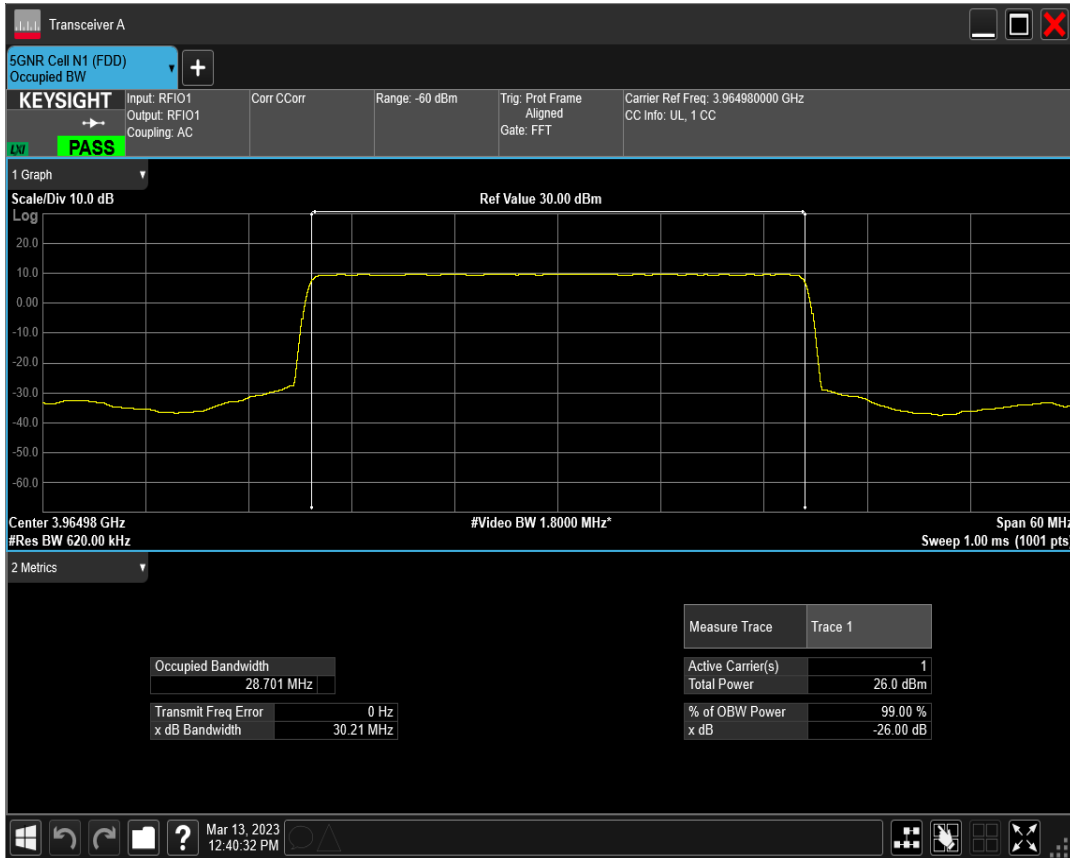 Transceiver A
5GNR Cell N1 (FDD)
Occupied BW
+
KEYSIGHT
LXI
PASS
Input: RFIO1
Output: RFIO1
Coupling: AC
Corr CCorr
Range: -60 dBm
Trig: Prot Frame
Aligned
Gate: FFT
Carrier Ref Freq: 3.964980000 GHz
CC Info: UL, 1 CC
1 Graph
Scale/Div 10.0 dB
Ref Value 30.00 dBm
Log
20.0
10.0
0.00
-10.0
-20.0
-30.0
-40.0
-50.0
-60.0
Center 3.96498 GHz
#Video BW 1.8000 MHz*
Span 60 MHz
#Res BW 620.00 kHz
Sweep 1.00 ms (1001 pts)
2 Metrics
Measure Trace Trace 1
Occupied Bandwidth
28.701 MHz
Transmit Freq Error 0 Hz
x dB Bandwidth 30.21 MHz
Active Carrier(s) 1
Total Power 26.0 dBm
% of OBW Power 99.00 %
x dB -26.00 dB
?
Mar 13, 2023
12:40:32 PM